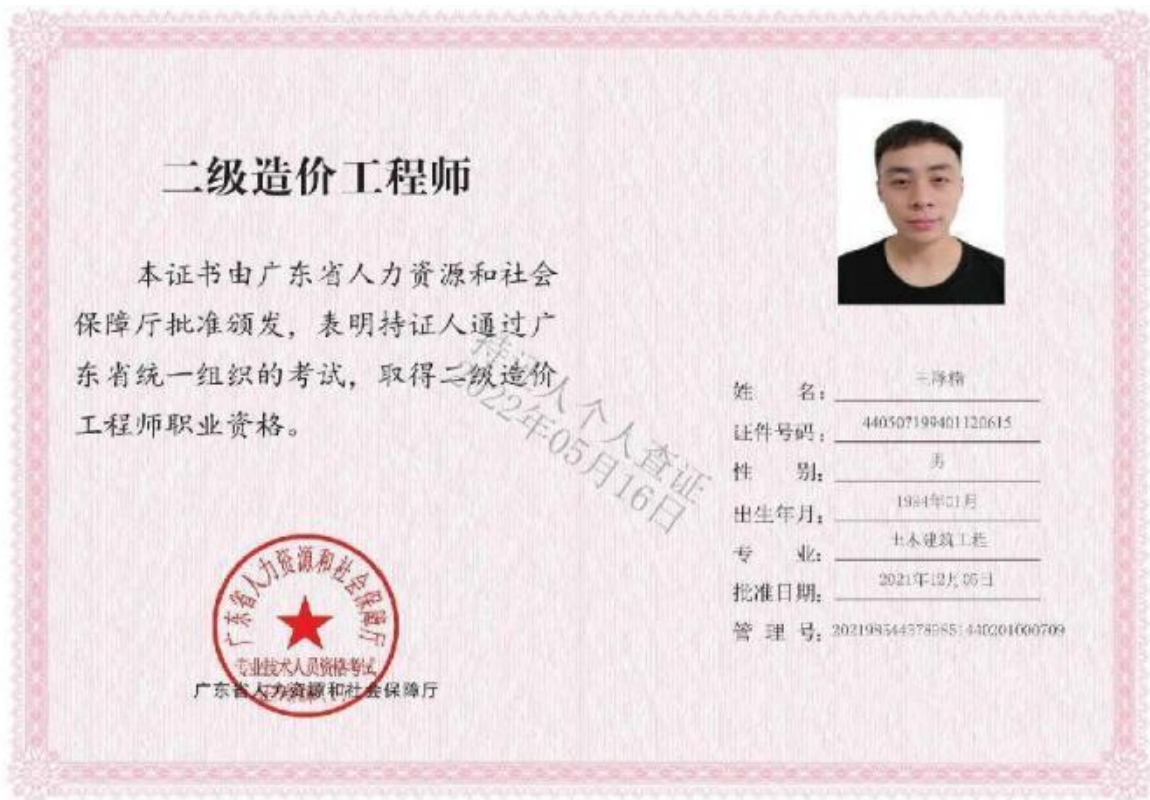 二级造价工程师
本证书由广东省人力资源和社会
保障厅批准颁发，表明持证人通过广
东省统一组织的考试，取得二级造价
工程师职业资格。
持证人个人查证
2022年05月16日
姓 名：
证件号码：440507199401120615
性 别：男
出生年月：1994年01月
专 业：土木建筑工程
批准日期：2021年12月05日
管 理 号：
广东省人力资源和社会保障厅
专业技术人员资格考试
广东省人力资源和社会保障厅